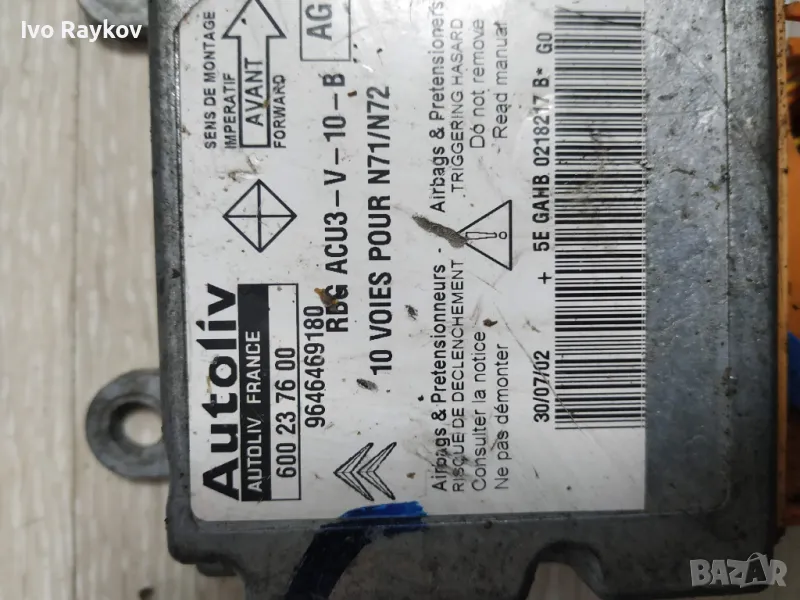 Ivo Raykov
Autoliv
AUTOLIV FRANCE
600 23 76 00
9646469180
RBG ACU3-V-10-B
10 VOIES POUR N71/N72
SENS DE MONTAGE
IMPERATIF
AVANT
FORWARD
AG
Airbags & Pretensionneurs - Airbags & Pretensioners
RISQUE DE DECLENCHEMENT
TRIGGERING HASARD
Consulter la notice
Do not remove
Ne pas démonter
- Read manual
30/07/02
+ 5E GAHB 0218217 B* G0
BAZAR